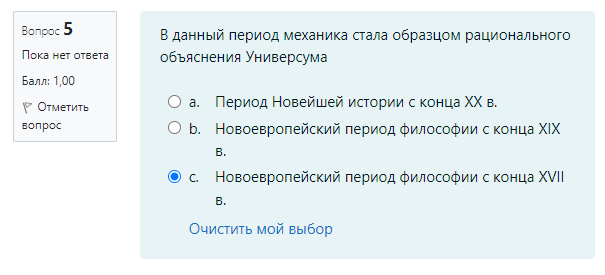 Вопрос 5
Пока нет ответа
Балл: 1,00
Отметить
вопрос
В данный период механика стала образцом рационального
объяснения Универсума
a. Период Новейшей истории с конца XX в.
b. Новоевропейский период философии с конца XIX
в.
c. Новоевропейский период философии с конца XVII
в.
Очистить мой выбор